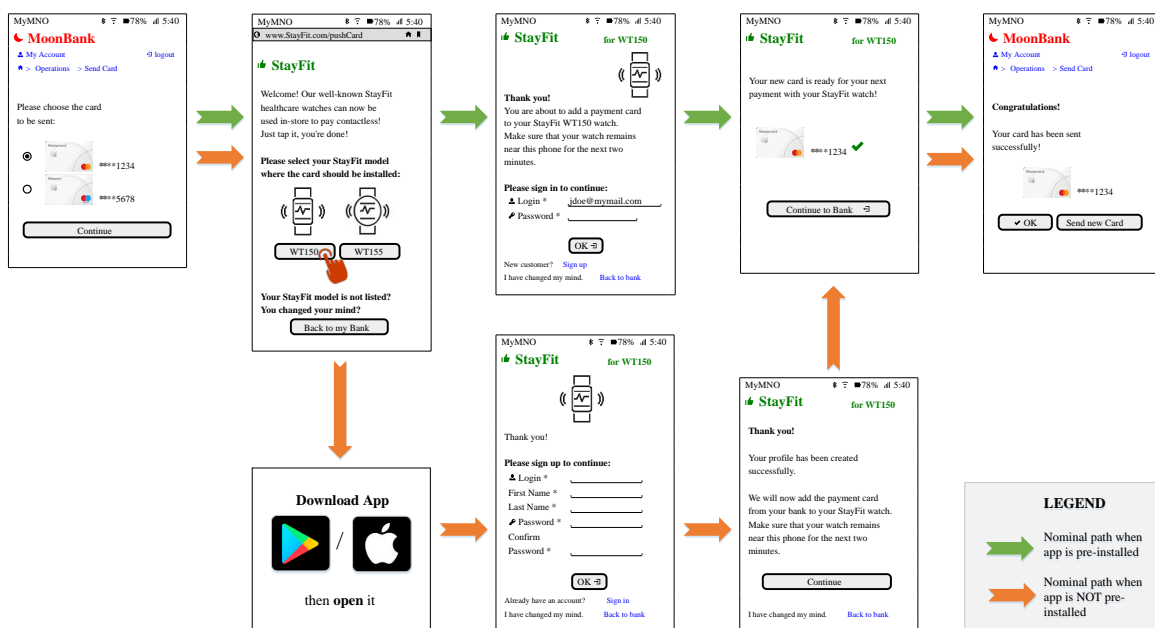 MyMNO 78% 5:40
MoonBank
My Account logout
> Operations > Send Card
Please choose the card
to be sent:
****1234
****5678
Continue
MyMNO 78% 5:40
www.StayFit.com/pushCard
StayFit
Welcome! Our well-known StayFit
healthcare watches can now be
used in-store to pay contactless!
Just tap it, you're done!
Please select your StayFit model
where the card should be installed:
WT150 WT155
Your StayFit model is not listed?
You changed your mind?
Back to my Bank
MyMNO 78% 5:40
StayFit for WT150
Thank you!
You are about to add a payment card
to your StayFit WT150 watch.
Make sure that your watch remains
near this phone for the next two
minutes.
Please sign in to continue:
Login * jdoe@mymail.com
Password *
OK
New customer? Sign up
I have changed my mind. Back to bank
MyMNO 78% 5:40
StayFit for WT150
Your new card is ready for your next
payment with your StayFit watch!
****1234
Continue to Bank
MyMNO 78% 5:40
MoonBank
My Account logout
> Operations > Send Card
Congratulations!
Your card has been sent
successfully!
****1234
OK Send new Card
Download App
/
then open it
MyMNO 78% 5:40
StayFit for WT150
Thank you!
Please sign up to continue:
Login *
First Name *
Last Name *
Password *
Confirm
Password *
OK
Already have an account? Sign in
I have changed my mind. Back to bank
MyMNO 78% 5:40
StayFit for WT150
Thank you!
Your profile has been created
successfully.
We will now add the payment card
from your bank to your StayFit watch.
Make sure that your watch remains
near this phone for the next two
minutes.
Continue
I have changed my mind. Back to bank
LEGEND
Nominal path when
app is pre-installed
Nominal path when
app is NOT pre-
installed